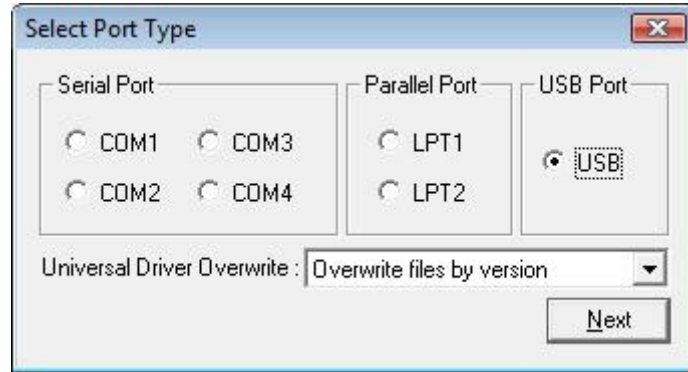 Select Port Type
Serial Port
COM1 COM3
COM2 COM4
Parallel Port
LPT1
LPT2
USB Port
USB
Universal Driver Overwrite : Overwrite files by version
Next